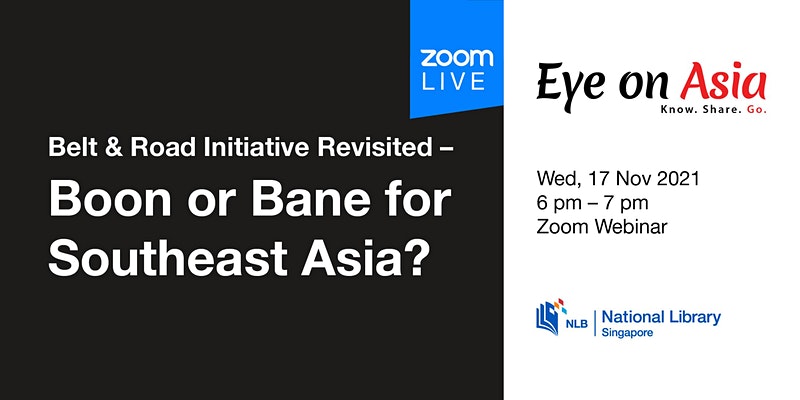 zoom
LIVE
Belt & Road Initiative Revisited –
Boon or Bane for
Southeast Asia?
Eye on Asia
Know. Share. Go.
Wed, 17 Nov 2021
6 pm – 7 pm
Zoom Webinar
NLB
National Library
Singapore